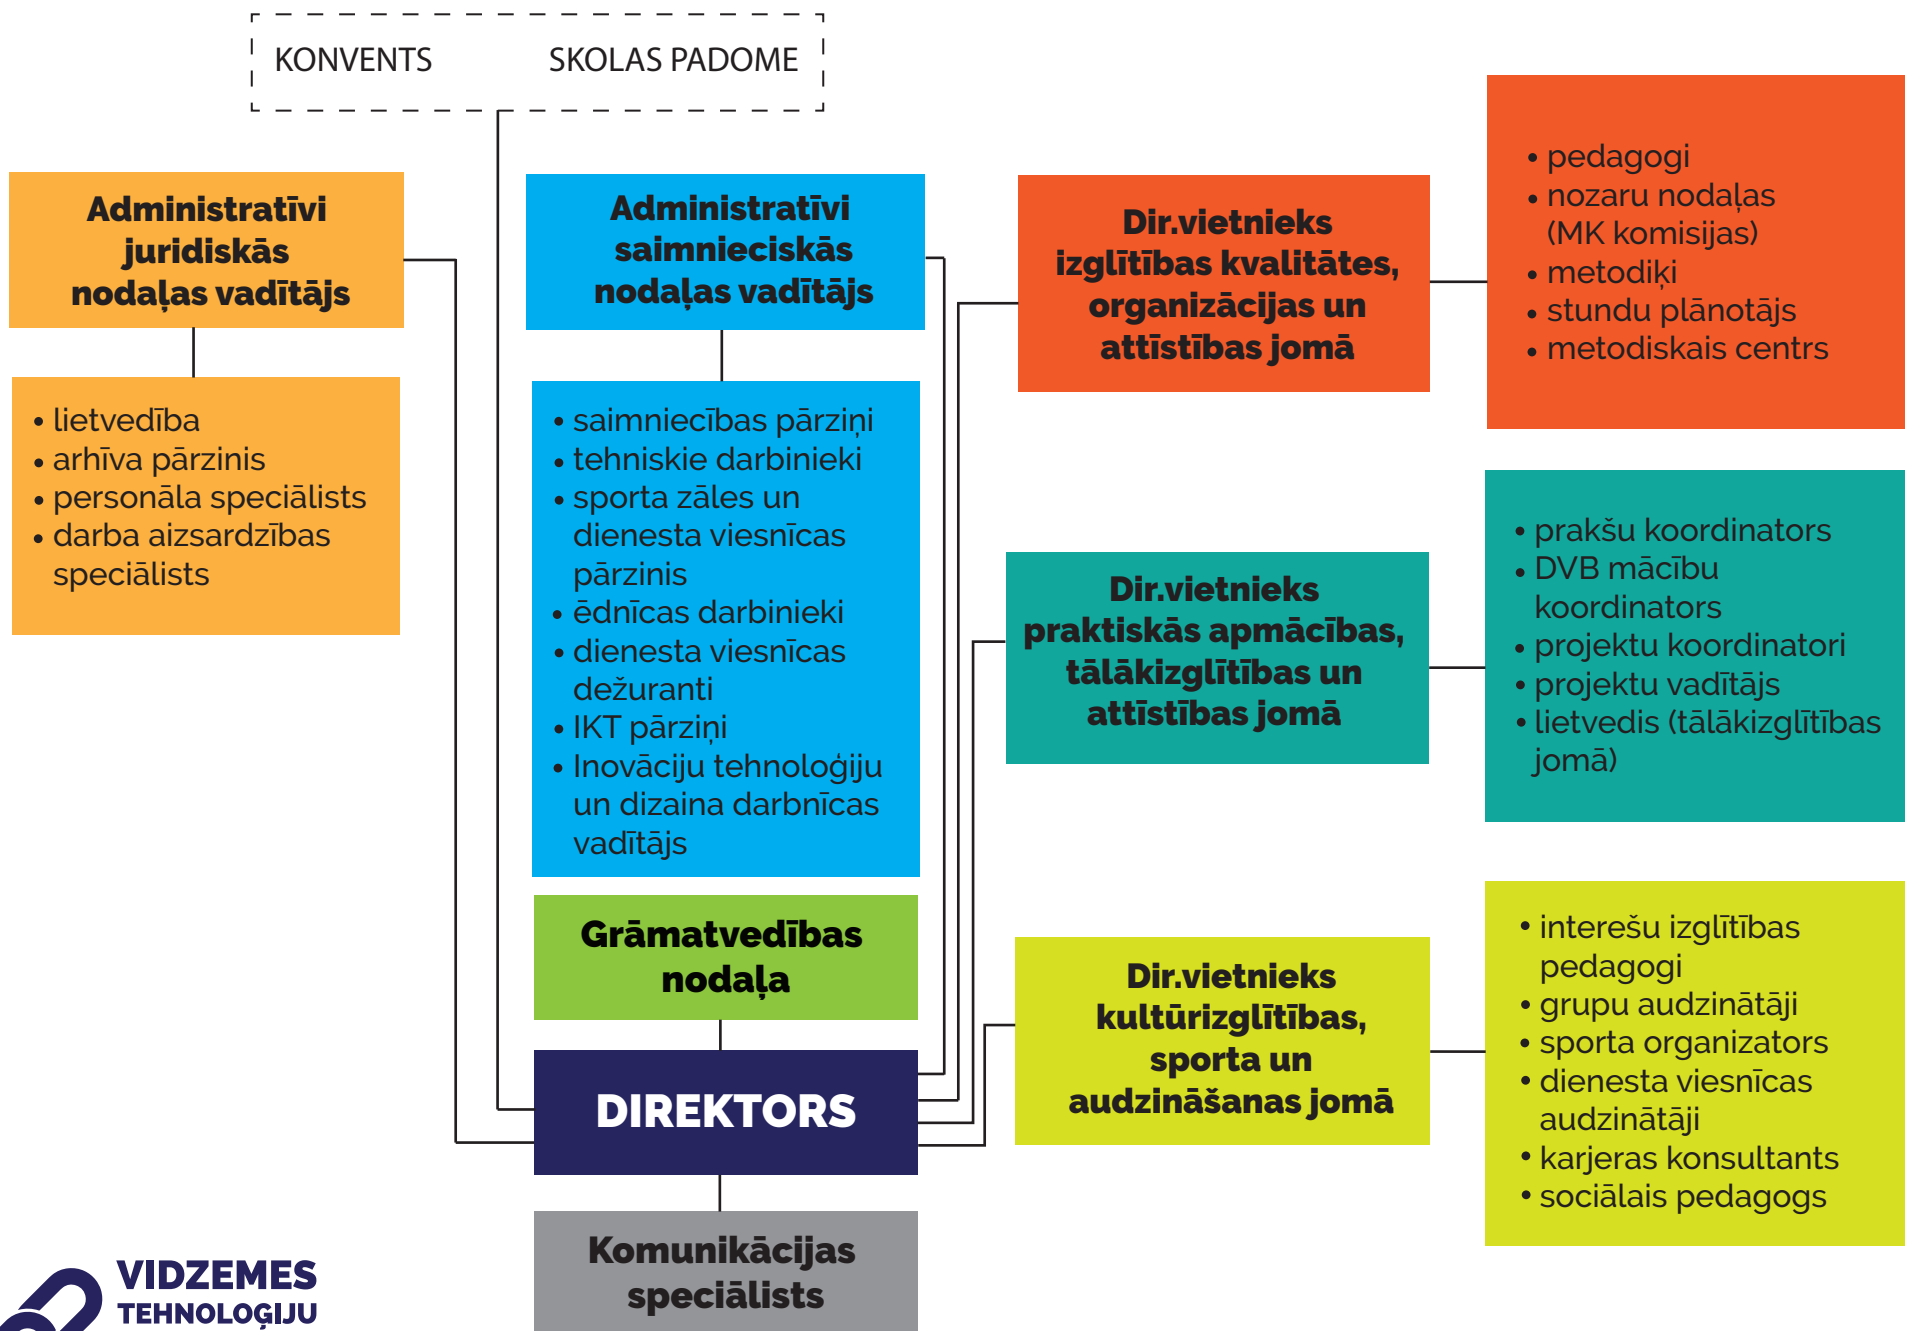 KONVENTS SKOLAS PADOME
Administratīvi
juridiskās
nodaļas vadītājs
• lietvedība
• arhīva pārzinis
• personāla speciālists
• darba aizsardzības
speciālists
Administratīvi
saimnieciskās
nodaļas vadītājs
• saimniecības pārziņi
• tehniskie darbinieki
• sporta zāles un
dienesta viesnīcas
pārzinis
• ēdnīcas darbinieki
• dienesta viesnīcas
dežuranti
• IKT pārziņi
• Inovāciju tehnoloģiju
un dizaina darbnīcas
vadītājs
Grāmatvedības
nodaļa
DIREKTORS
Komunikācijas
speciālists
Dir.vietnieks
izglītības kvalitātes,
organizācijas un
attīstības jomā
• pedagogi
• nozaru nodaļas
(MK komisijas)
• metodiķi
• stundu plānotājs
• metodiskais centrs
Dir.vietnieks
praktiskās apmācības,
tālākizglītības un
attīstības jomā
• prakšu koordinators
• DVB mācību
koordinators
• projektu koordinatori
• projektu vadītājs
• lietvedis (tālākizglītības
jomā)
Dir.vietnieks
kultūrizglītības,
sporta un
audzināšanas jomā
• interešu izglītības
pedagogi
• grupu audzinātāji
• sporta organizators
• dienesta viesnīcas
audzinātāji
• karjeras konsultants
• sociālais pedagogs
VIDZEMES
TEHNOLOĢIJU